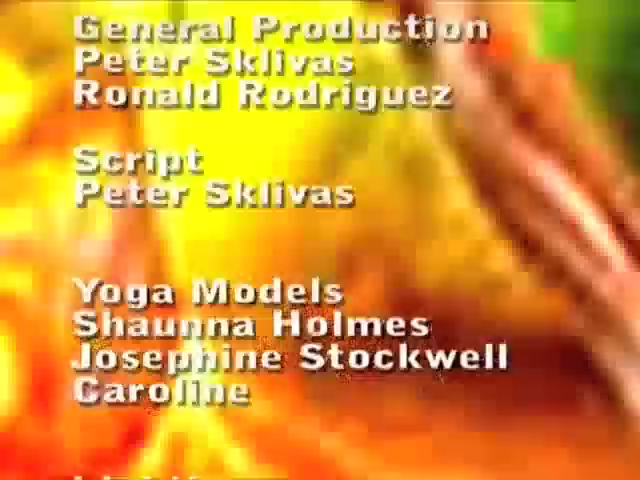 General Production
Peter Sklivas
Ronald Rodriguez
Script
Peter Sklivas
Yoga Models
Shaunna Holmes
Josephine Stockwell
Caroline